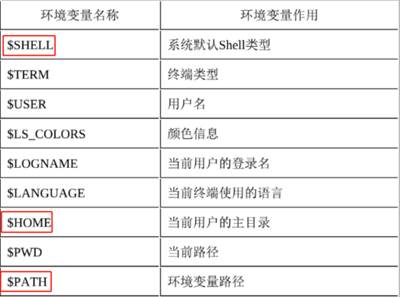 环境变量名称 环境变量作用
$SHELL 系统默认Shell类型
$TERM 终端类型
$USER 用户名
$LS_COLORS 颜色信息
$LOGNAME 当前用户的登录名
$LANGUAGE 当前终端使用的语言
$HOME 当前用户的主目录
$PWD 当前路径
$PATH 环境变量路径